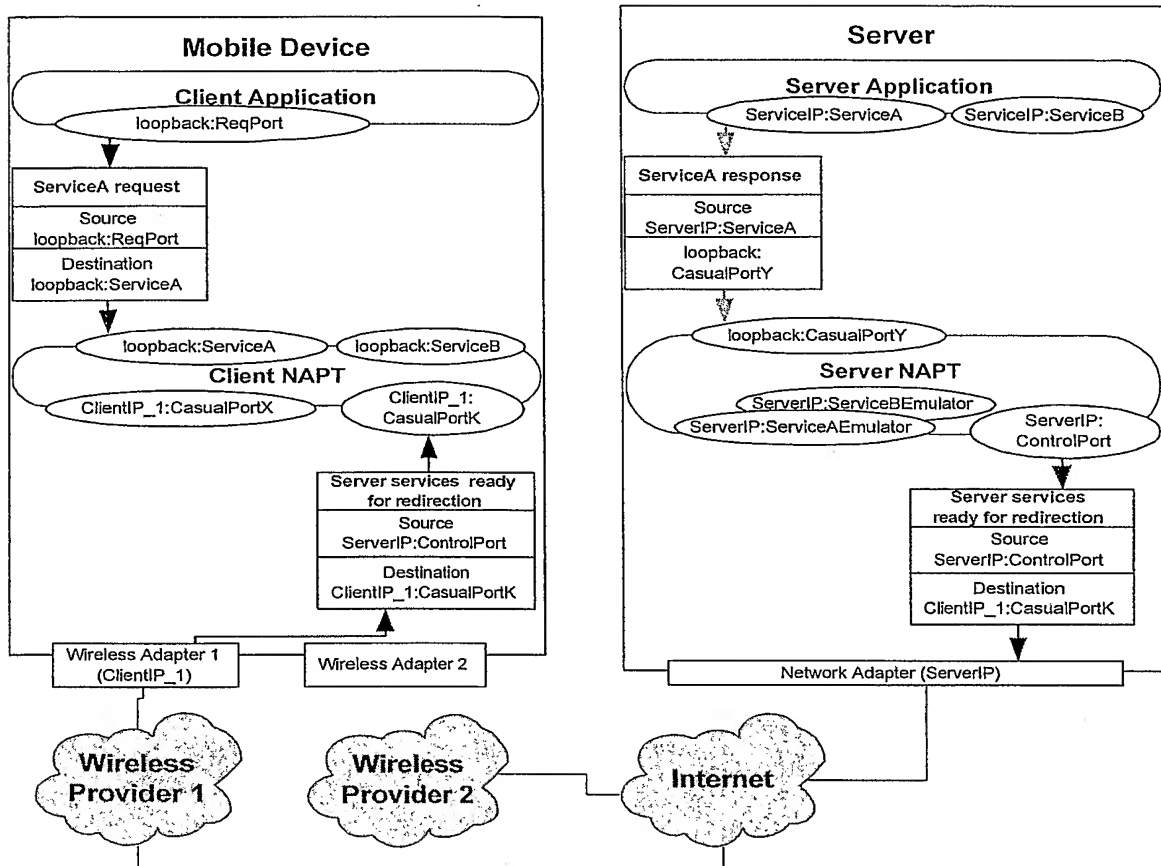 Mobile Device
Client Application
loopback:ReqPort
ServiceA request
Source
loopback:ReqPort
Destination
loopback:ServiceA
loopback:ServiceA
loopback:ServiceB
Client NAPT
ClientIP_1:CasualPortX
ClientIP_1:
CasualPortK
Server services ready
for redirection
Source
ServerIP:ControlPort
Destination
ClientIP_1:CasualPortK
Wireless Adapter 1
(ClientIP_1)
Wireless Adapter 2
Server
Server Application
ServiceIP:ServiceA
ServiceIP:ServiceB
ServiceA response
Source
ServerIP:ServiceA
loopback:
CasualPortY
loopback:CasualPortY
Server NAPT
ServerIP:ServiceBEmulator
ServerIP:ServiceAEmulator
ServerIP:
ControlPort
Server services
ready for redirection
Source
ServerIP:ControlPort
Destination
ClientIP_1:CasualPortK
Network Adapter (ServerIP)
Wireless
Provider 1
Wireless
Provider 2
Internet